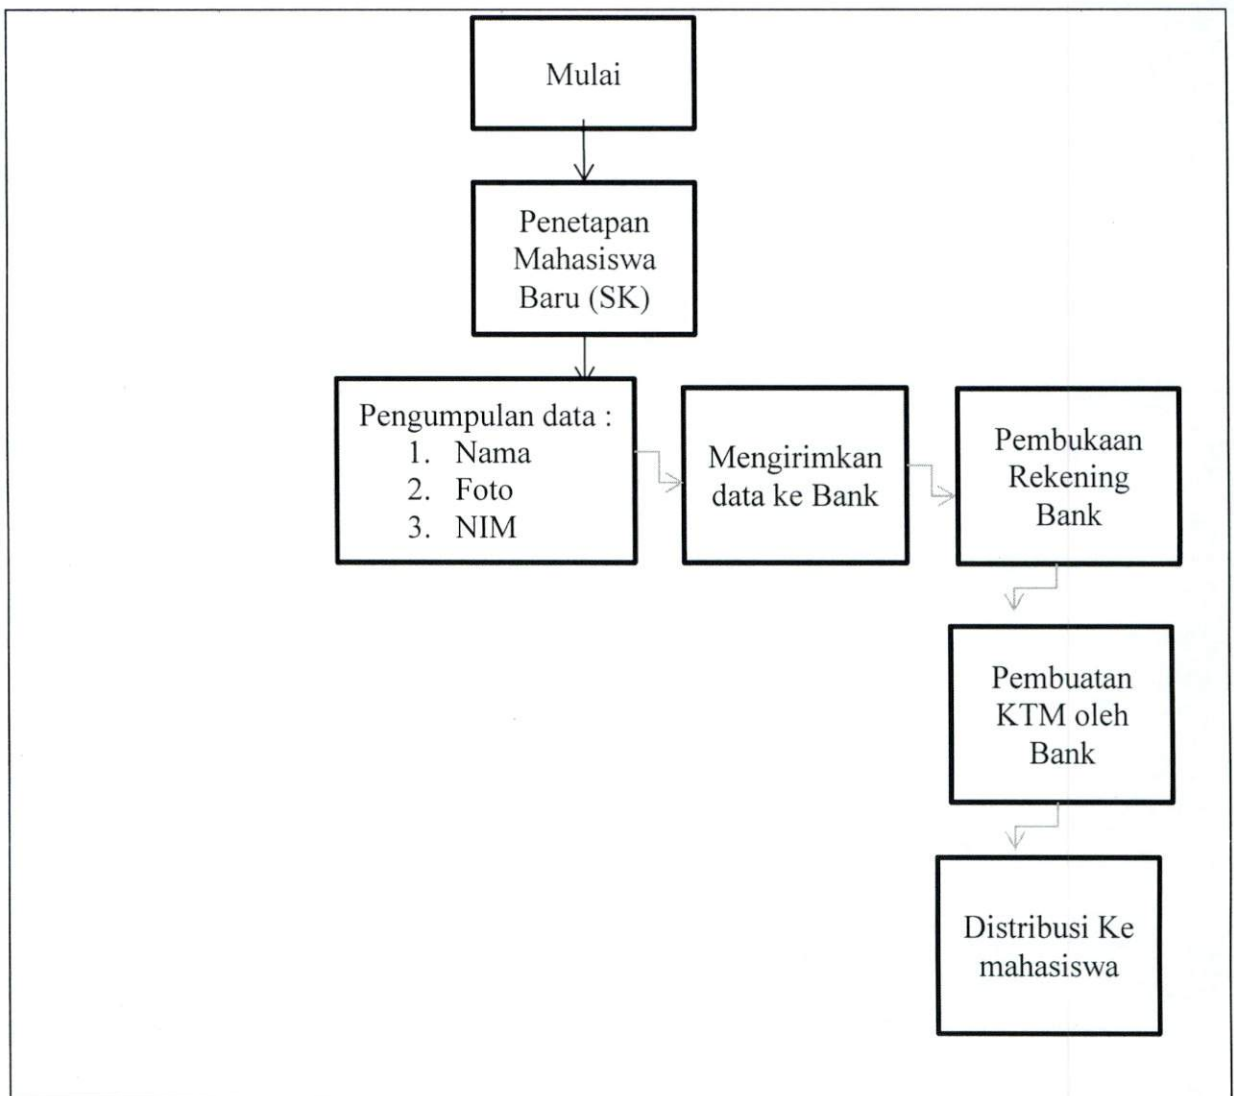 Mulai
Penetapan
Mahasiswa
Baru (SK)
Pengumpulan data :
1. Nama
2. Foto
3. NIM
Mengirimkan
data ke Bank
Pembukaan
Rekening
Bank
Pembuatan
KTM oleh
Bank
Distribusi Ke
mahasiswa